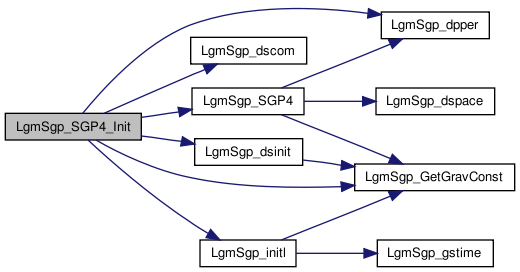 LgmSgp_SGP4_Init
LgmSgp_dscom
LgmSgp_SGP4
LgmSgp_dsinit
LgmSgp_initl
LgmSgp_dpper
LgmSgp_dspace
LgmSgp_GetGravConst
LgmSgp_gstime